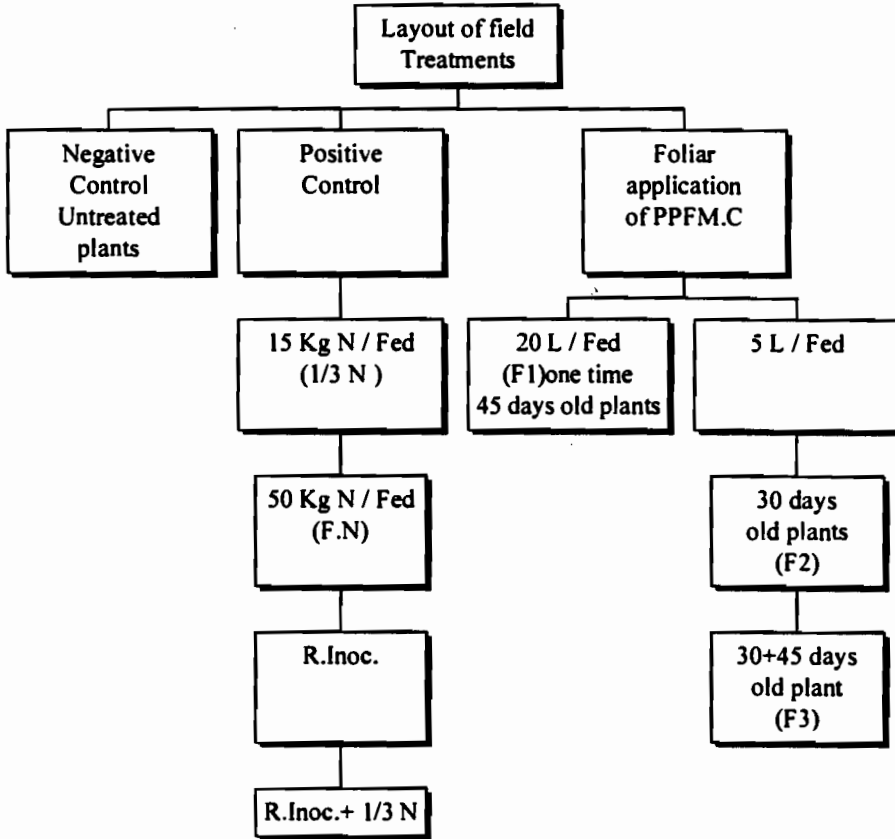 Layout of field
Treatments
Negative
Control
Untreated
plants
Positive
Control
Foliar
application
of PPFM.C
15 Kg N / Fed
(1/3 N )
20 L / Fed
(F1)one time
45 days old plants
5 L / Fed
50 Kg N / Fed
(F.N)
30 days
old plants
(F2)
R.Inoc.
30+45 days
old plant
(F3)
R.Inoc.+ 1/3 N